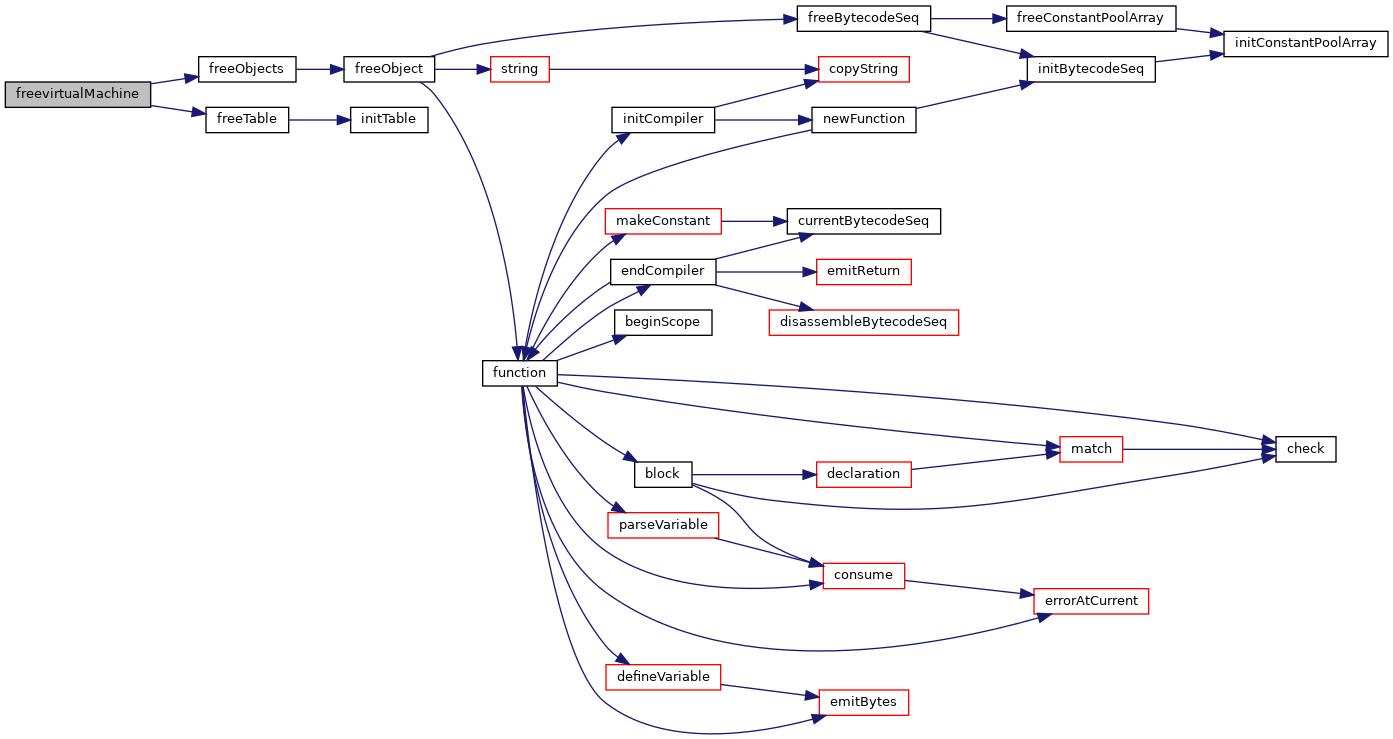 freevirtualMachine
freeObjects
freeTable
freeObject
initTable
string
function
freeBytecodeSeq
copyString
initCompiler
newFunction
makeConstant
currentBytecodeSeq
endCompiler
emitReturn
beginScope
disassembleBytecodeSeq
freeConstantPoolArray
initBytecodeSeq
initConstantPoolArray
match
check
block
declaration
parseVariable
consume
errorAtCurrent
defineVariable
emitBytes